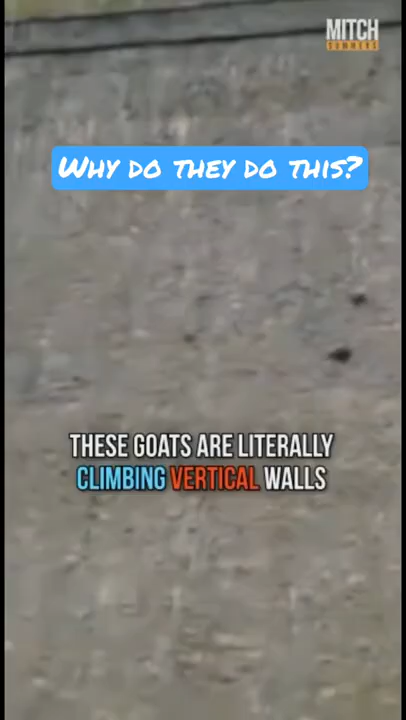 MITCH
SUMMERS
Why do they do this?
THESE GOATS ARE LITERALLY
CLIMBING VERTICAL WALLS